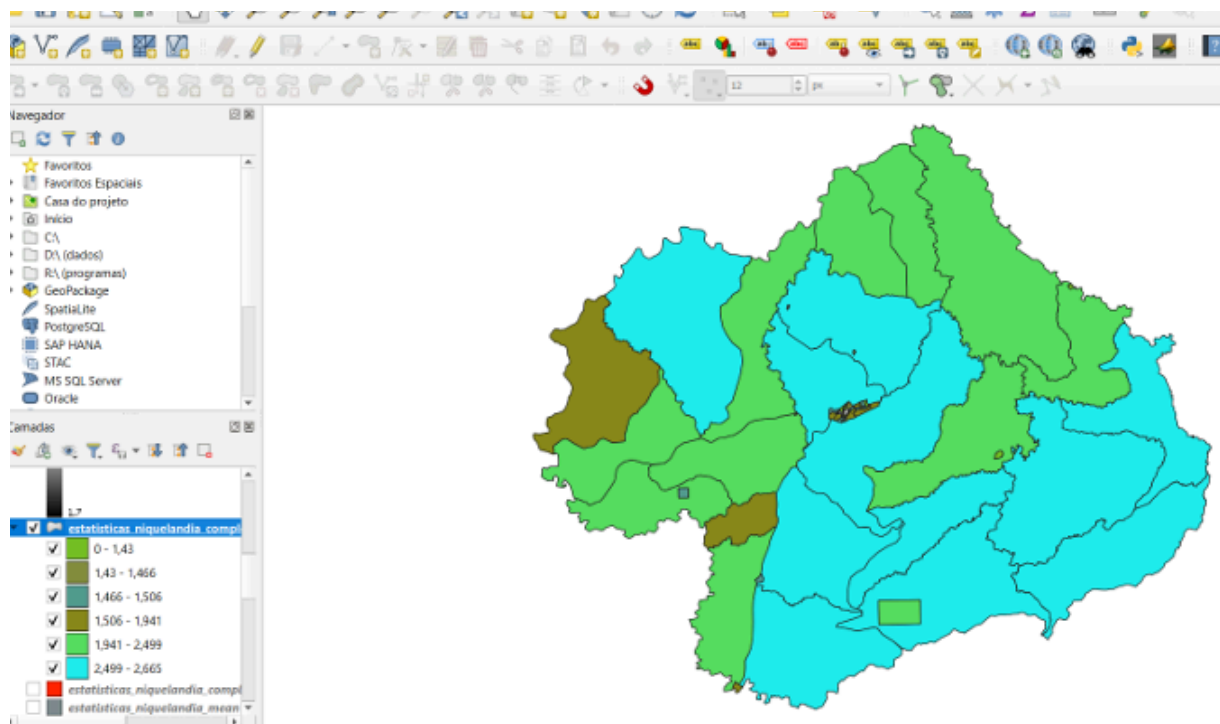 12
px
Navegador
Favoritos
Favoritos Espaciais
Casa do projeto
Início
C:\
D:\ (dados)
R:\ (programas)
GeoPackage
SpatiaLite
PostgreSQL
SAP HANA
STAC
MS SQL Server
Oracle
Camadas
1,7
estatisticas_niquelandia_compl
0 - 1,43
1,43 - 1,466
1,466 - 1,506
1,506 - 1,941
1,941 - 2,499
2,499 - 2,665
estatisticas_niquelandia_compl
estatisticas_niquelandia_mean